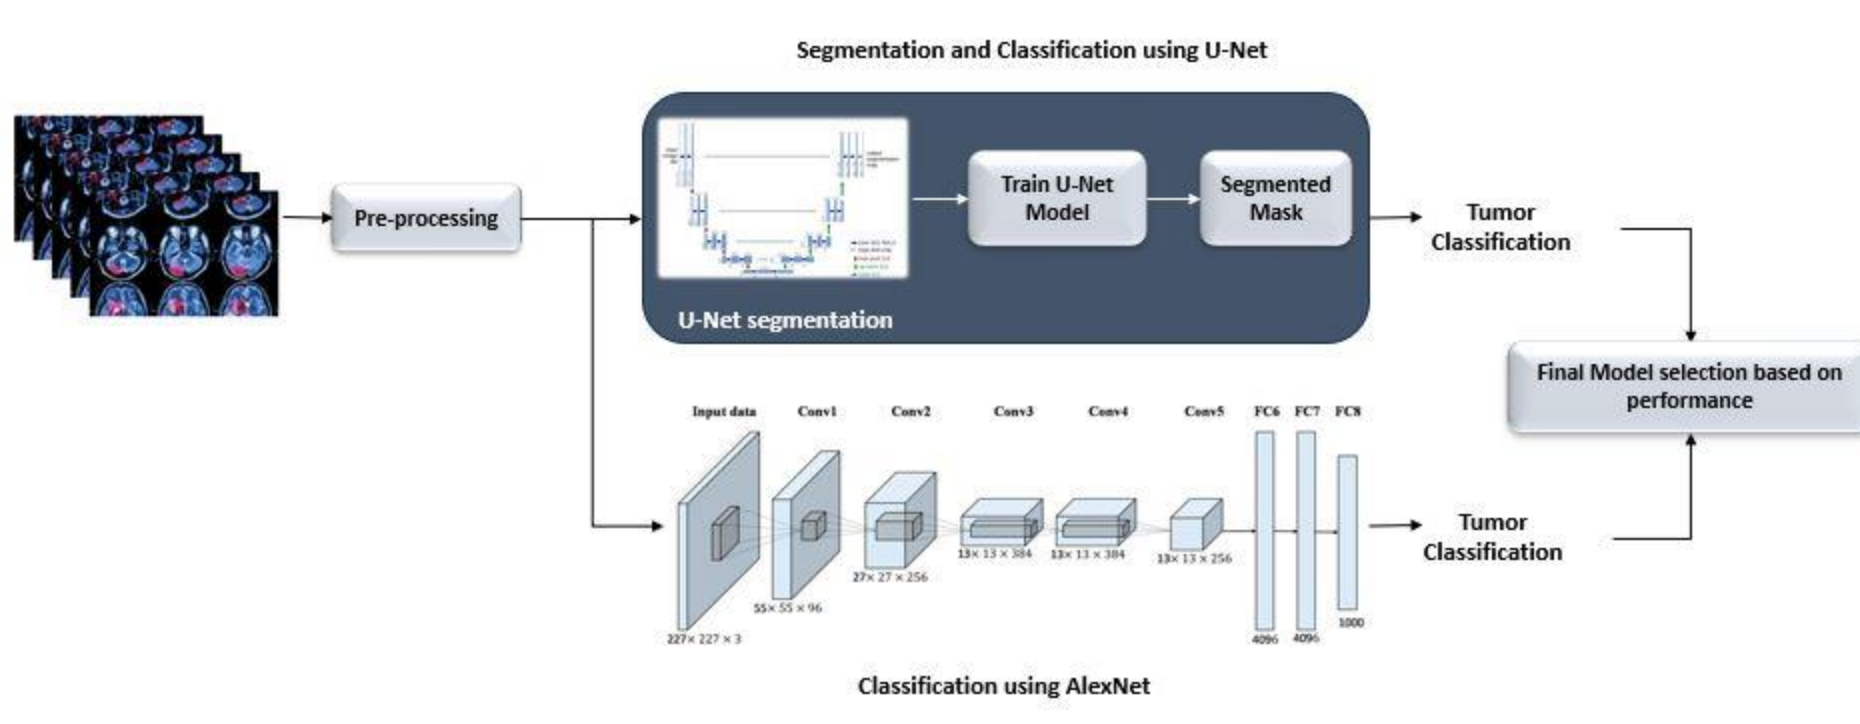 Segmentation and Classification using U-Net
Pre-processing
Train U-Net
Model
Segmented
Mask
U-Net segmentation
Tumor
Classification
Final Model selection based on
performance
Input data
Conv1
Conv2
Conv3
Conv4
Conv5
FC6
FC7
FC8
227× 227 × 3
55× 55 × 96
27× 27 × 256
13× 13 × 384
13× 13 × 384
13× 13 × 256
4096
4096
1000
Tumor
Classification
Classification using AlexNet